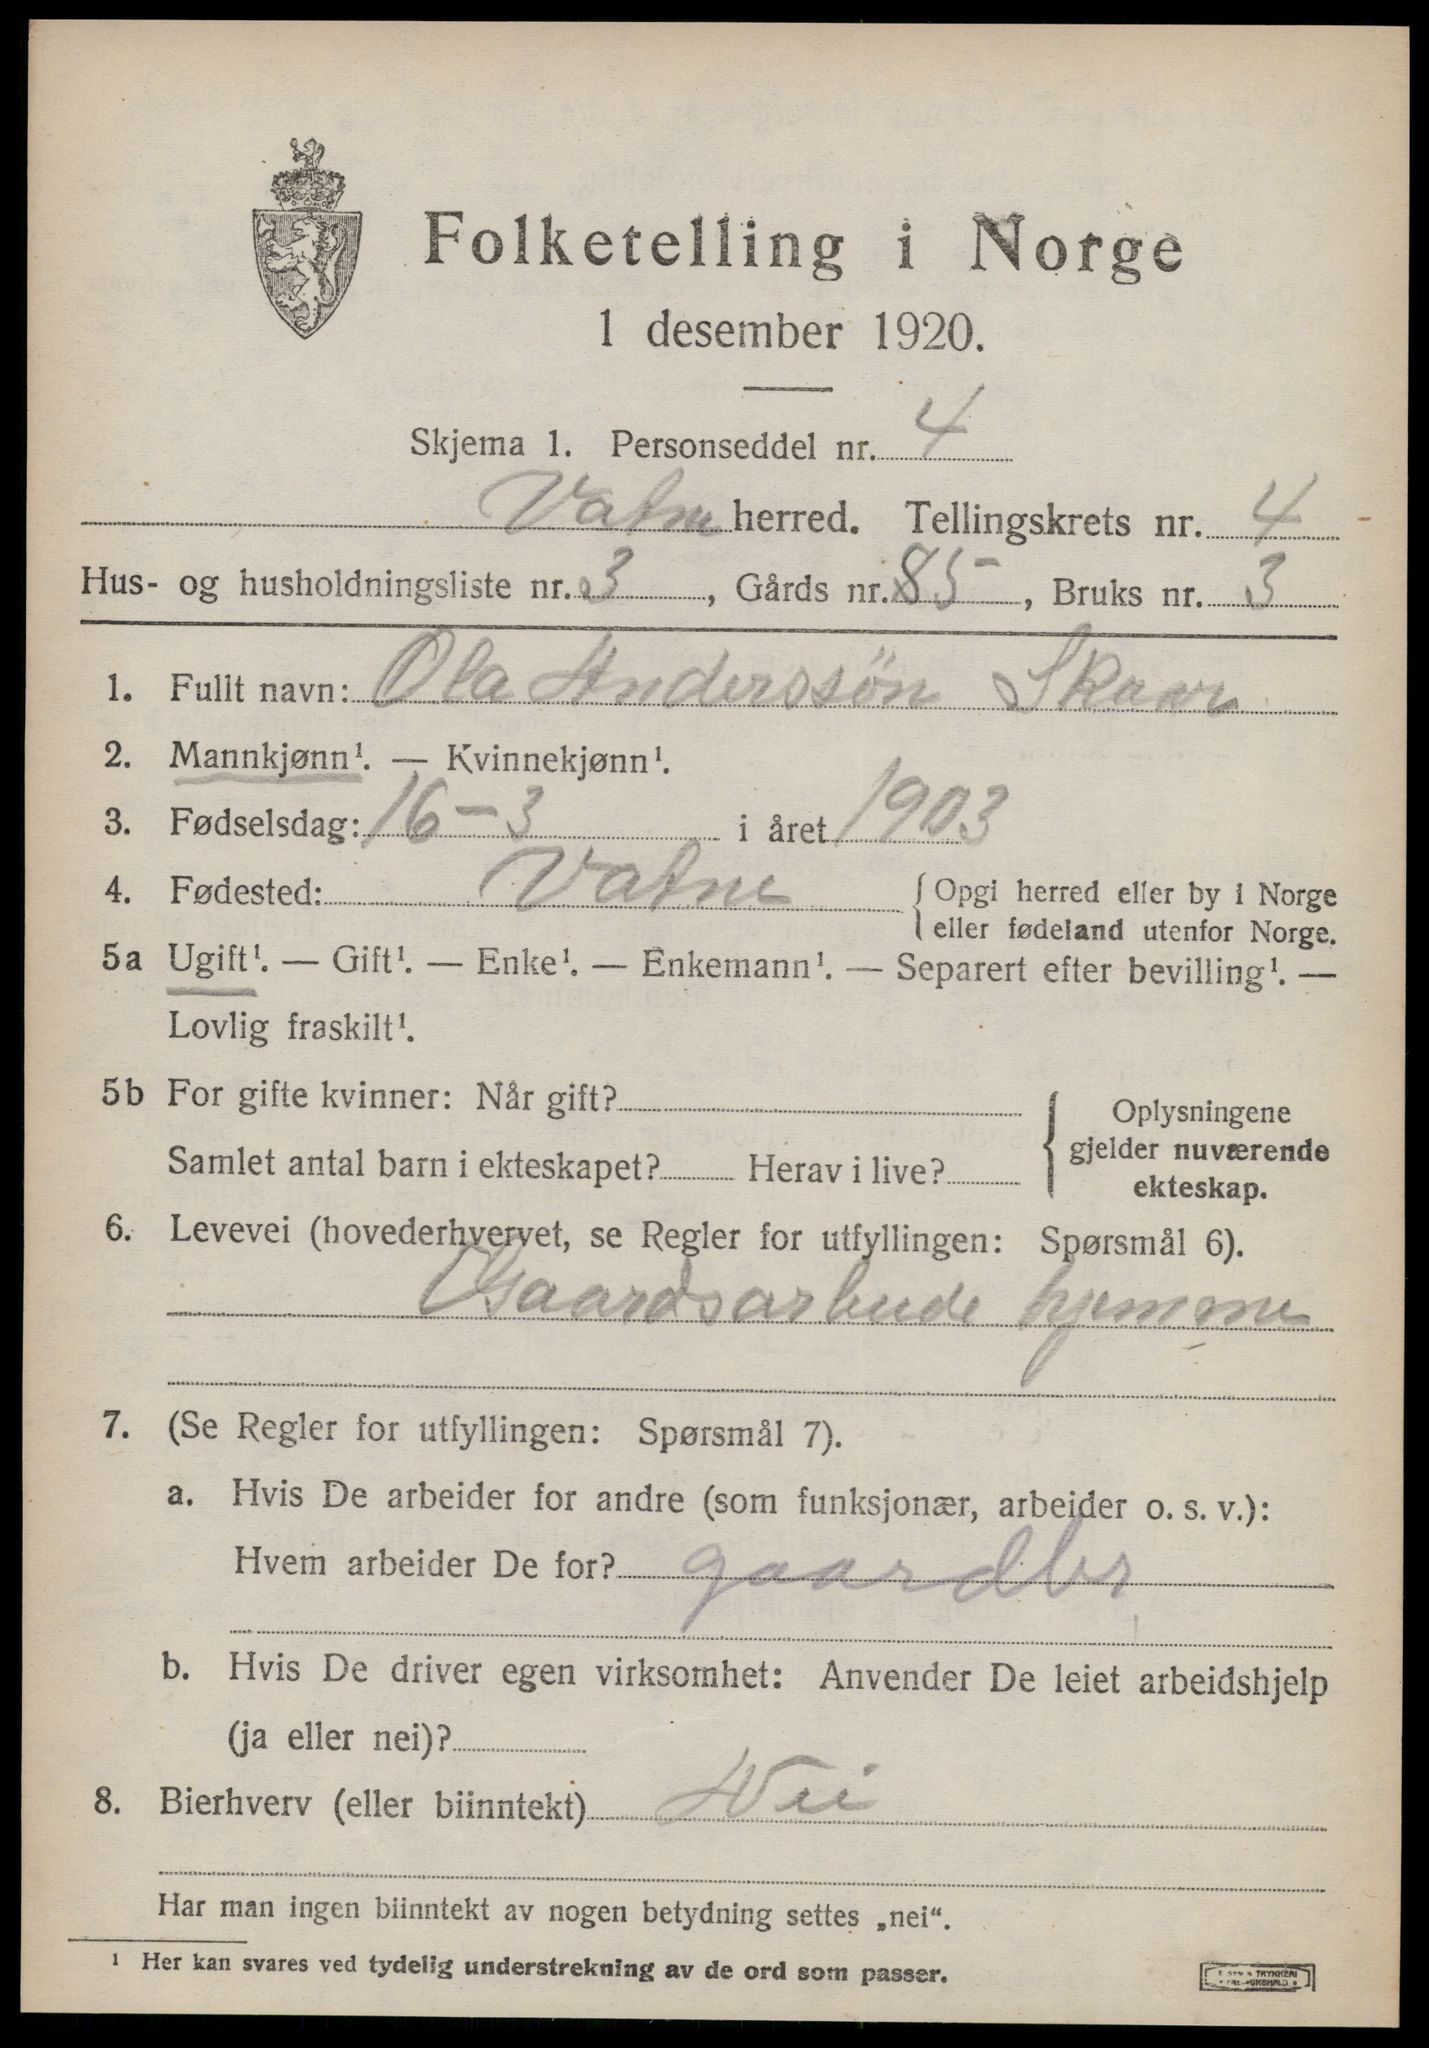 Folketelling i Norge
1 desember 1920.
Skjema 1. Personseddel nr. 4
Vatne herred. Tellingskrets nr. 4
Hus- og husholdningsliste nr. 3, Gårds nr. 85, Bruks nr. 3
1. Fullt navn: Ola Anderssön Skaar
2. Mannkjønn¹. — Kvinnekjønn¹.
3. Fødselsdag: 16-3 i året 1903
4. Fødested: Vatne { Opgi herred eller by i Norge
eller fødeland utenfor Norge.
5a Ugift¹. — Gift¹. — Enke¹. — Enkemann¹. — Separert efter bevilling¹. —
Lovlig fraskilt¹.
5b For gifte kvinner: Når gift?
Samlet antal barn i ekteskapet? Herav i live?
{ Oplysningene
gjelder nuværende
ekteskap.
6. Levevei (hovederhvervet, se Regler for utfyllingen: Spørsmål 6).
Gaardsarbeide hjemme
7. (Se Regler for utfyllingen: Spørsmål 7).
a. Hvis De arbeider for andre (som funksjonær, arbeider o. s. v.):
Hvem arbeider De for? gaardbr
b. Hvis De driver egen virksomhet: Anvender De leiet arbeidshjelp
(ja eller nei)?
8. Bierhverv (eller biinntekt) Nei
Har man ingen biinntekt av nogen betydning settes „nei".
¹ Her kan svares ved tydelig understrekning av de ord som passer.